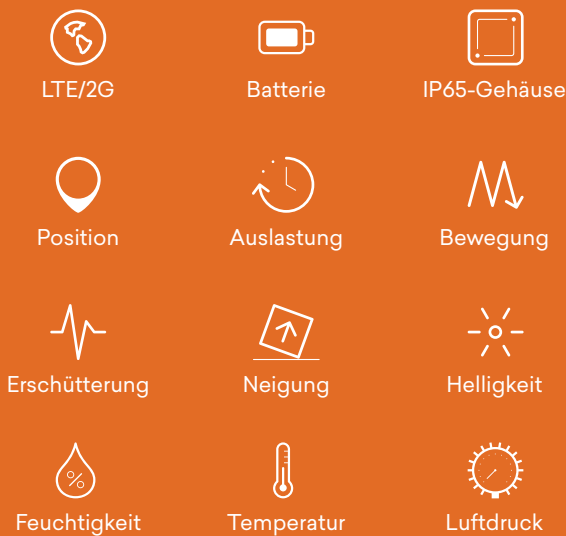 LTE/2G
Batterie
IP65-Gehäuse
Position
Auslastung
Bewegung
Erschütterung
Neigung
Helligkeit
%
Feuchtigkeit
Temperatur
Luftdruck